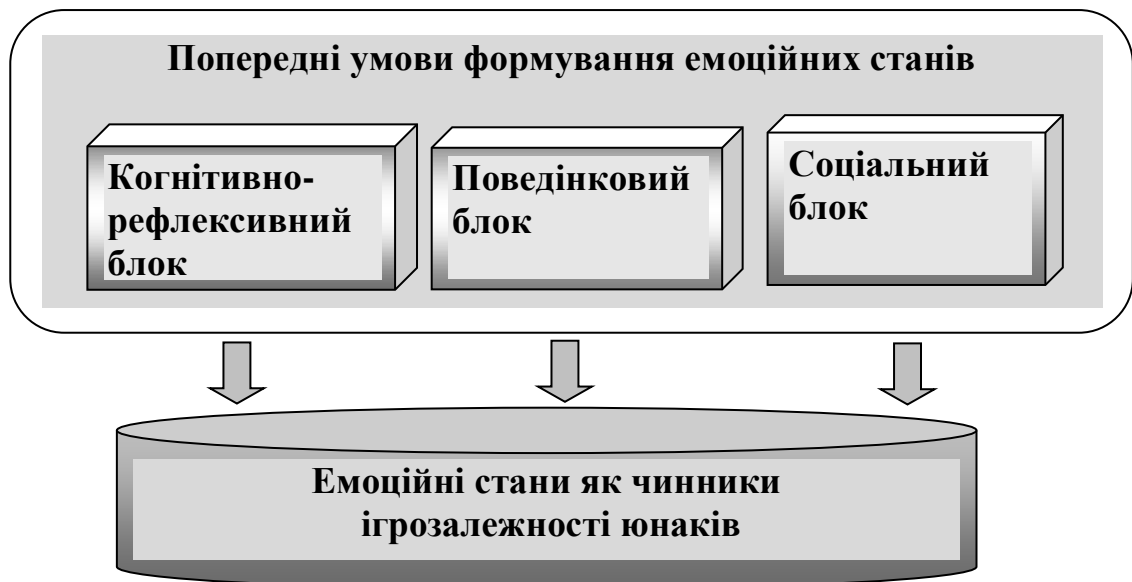 Попередні умови формування емоційних станів
Когнітивно-
рефлексивний
блок
Поведінковий
блок
Соціальний
блок
Емоційні стани як чинники
ігрозалежності юнаків